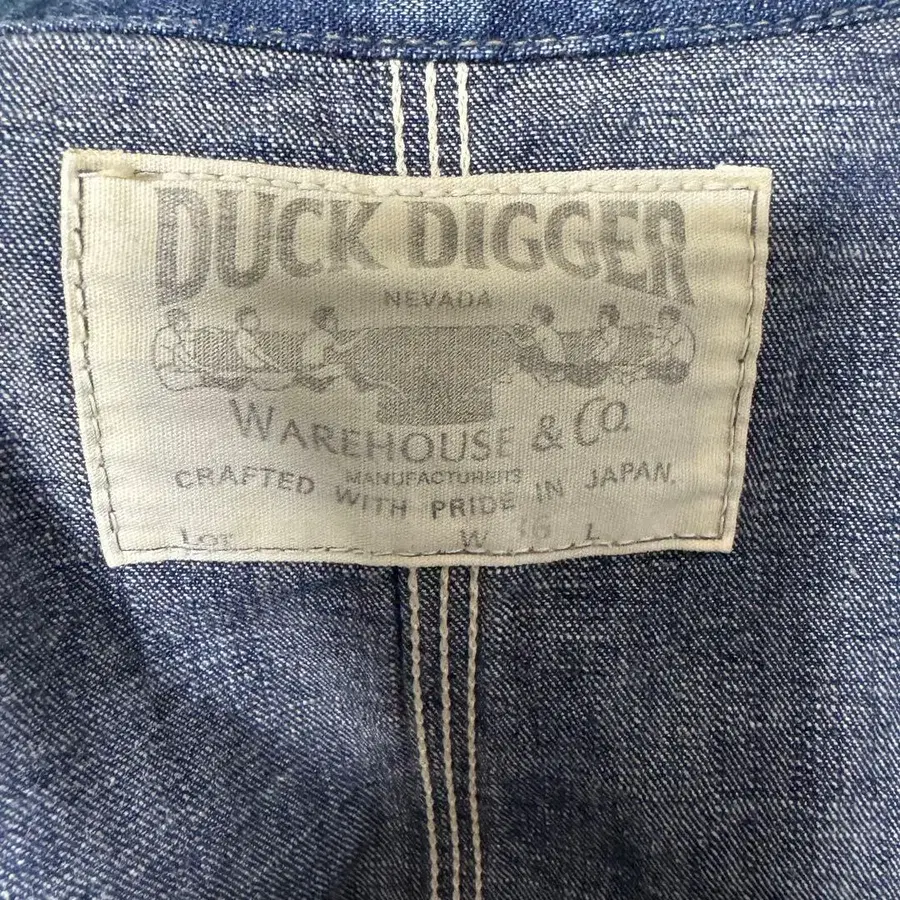 DUCK DIGGER
NEVADA
WAREHOUSE & CO.
MANUFACTURERS
CRAFTED WITH PRIDE IN JAPAN.
LOT W L